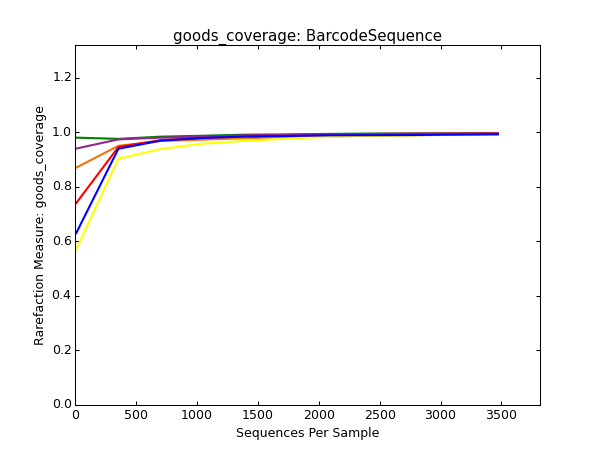 goods_coverage: BarcodeSequence
1.2
1.0
0.8
0.6
0.4
0.2
0.0
Rarefaction Measure: goods_coverage
0 500 1000 1500 2000 2500 3000 3500
Sequences Per Sample